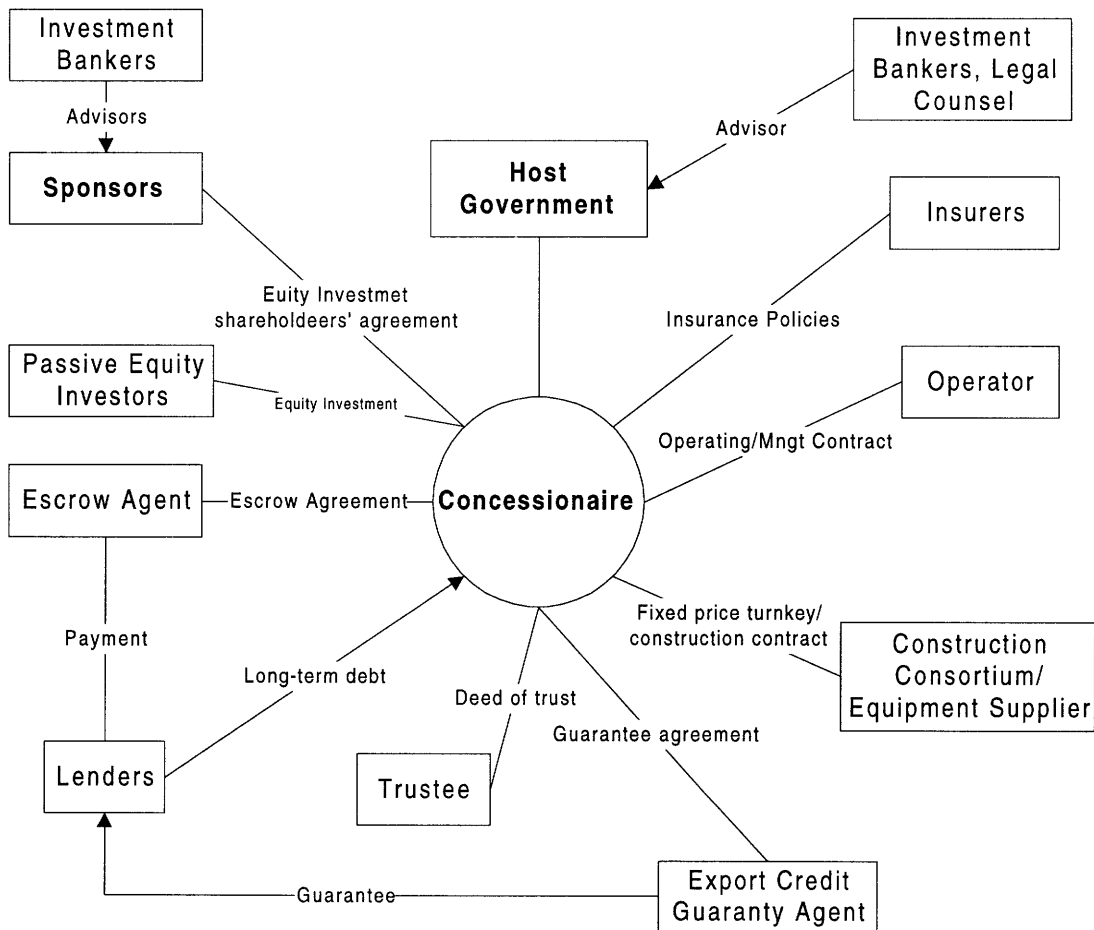 Investment
Bankers
Investment
Bankers, Legal
Counsel
Advisors
Advisor
Sponsors
Host
Government
Insurers
Euity Investmet
shareholdeers' agreement
Insurance Policies
Passive Equity
Investors
Equity Investment
Operator
Operating/Mngt Contract
Escrow Agent
Escrow Agreement
Concessionaire
Payment
Fixed price turnkey/
construction contract
Long-term debt
Deed of trust
Construction
Consortium/
Equipment Supplier
Guarantee agreement
Lenders
Trustee
Guarantee
Export Credit
Guaranty Agent